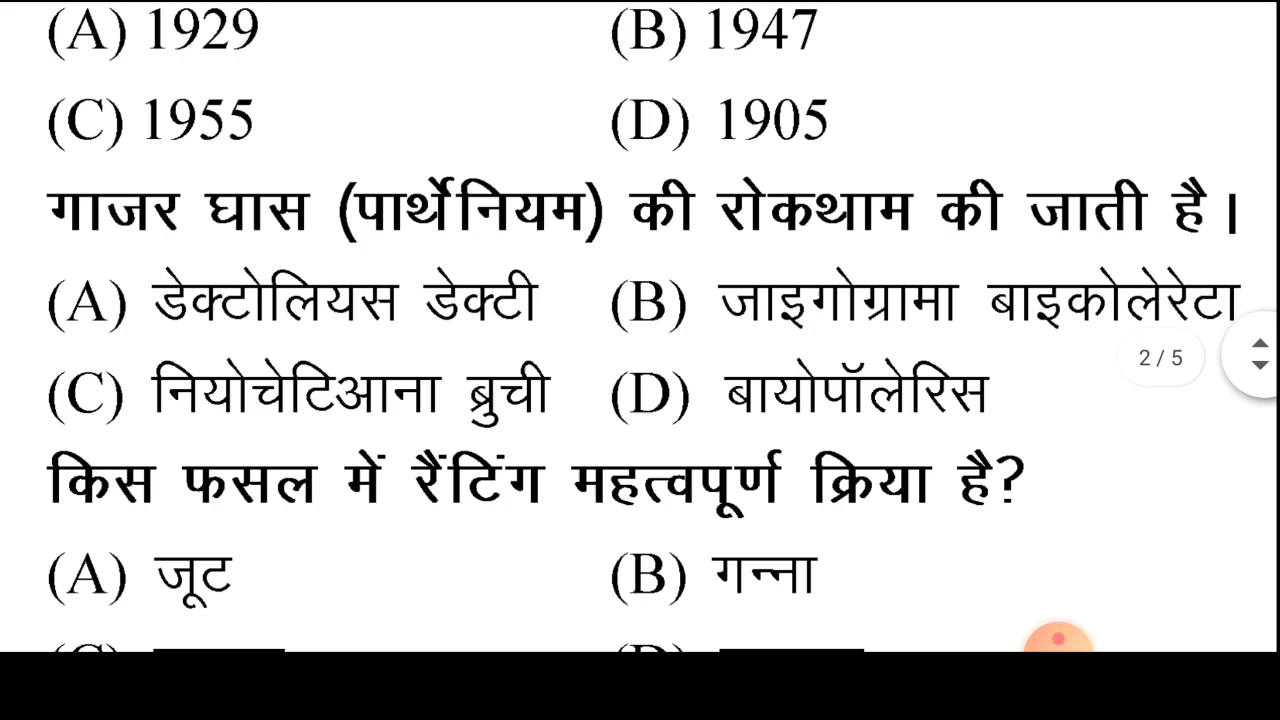 (A) 1929 (B) 1947
(C) 1955 (D) 1905
गाजर घास (पार्थेनियम) की रोकथाम की जाती है।
(A) डेक्टोलियस डेक्टी (B) जाइगोग्रामा बाइकोलेरेटा
2 / 5
(C) नियोचेटिआना ब्रुची (D) बायोपॉलेरिस
किस फसल में रैंटिंग महत्वपूर्ण क्रिया है?
(A) जूट (B) गन्ना